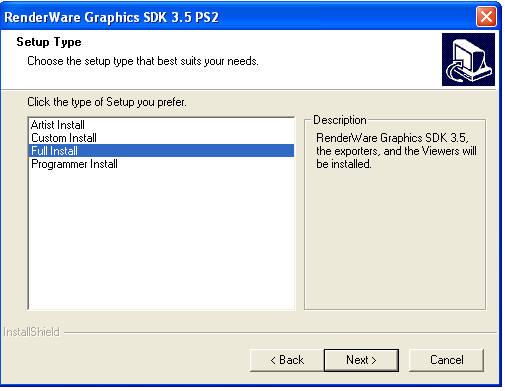 RenderWare Graphics SDK 3.5 PS2
Setup Type
Choose the setup type that best suits your needs.
Click the type of Setup you prefer.
Artist Install
Custom Install
Full Install
Programmer Install
Description
RenderWare Graphics SDK 3.5,
the exporters, and the Viewers will
be installed.
InstallShield
< Back
Next >
Cancel